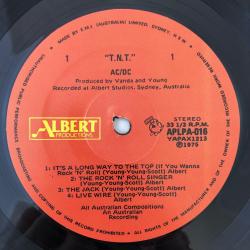 MADE BY E.M.I. (AUSTRALIA) LIMITED, SYDNEY, N.S.W.
1 "T.N.T." 1
AC/DC
Produced by Vanda and Young
Recorded at Albert Studios, Sydney, Australia
ALBERT
PRODUCTIONS
STEREO
33 1/3 R.P.M.
APLPA-016
YAPAX1213
℗ 1975
1: IT'S A LONG WAY TO THE TOP (If You Wanna
Rock 'N' Roll) (Young-Young-Scott) Albert
2: THE ROCK 'N' ROLL SINGER
(Young-Young-Scott) Albert
3: THE JACK (Young-Young-Scott) Albert
4: LIVE WIRE (Young-Young-Scott) Albert
All Australian Compositions
An Australian
Recording